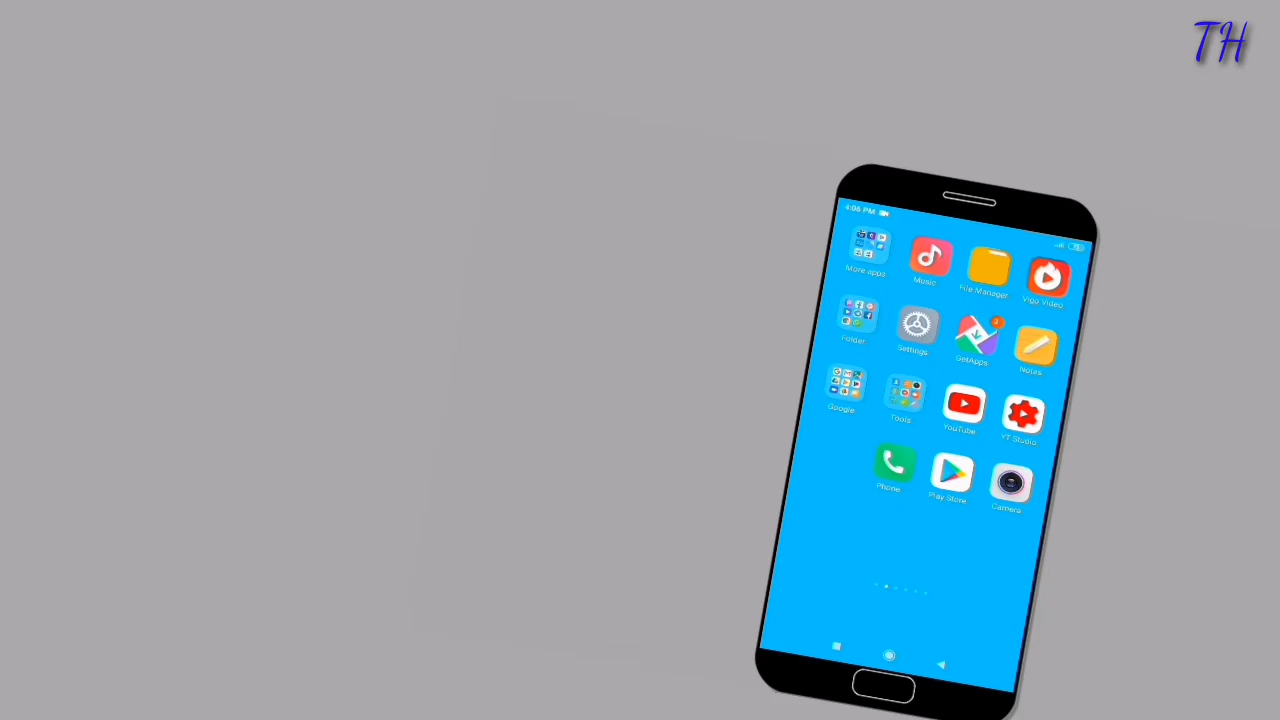 TH
4:06 PM
More apps
Music
File Manager
Vigo Video
Folder
Settings
3
GetApps
Notes
Google
Tools
YouTube
YT Studio
Phone
Play Store
Camera